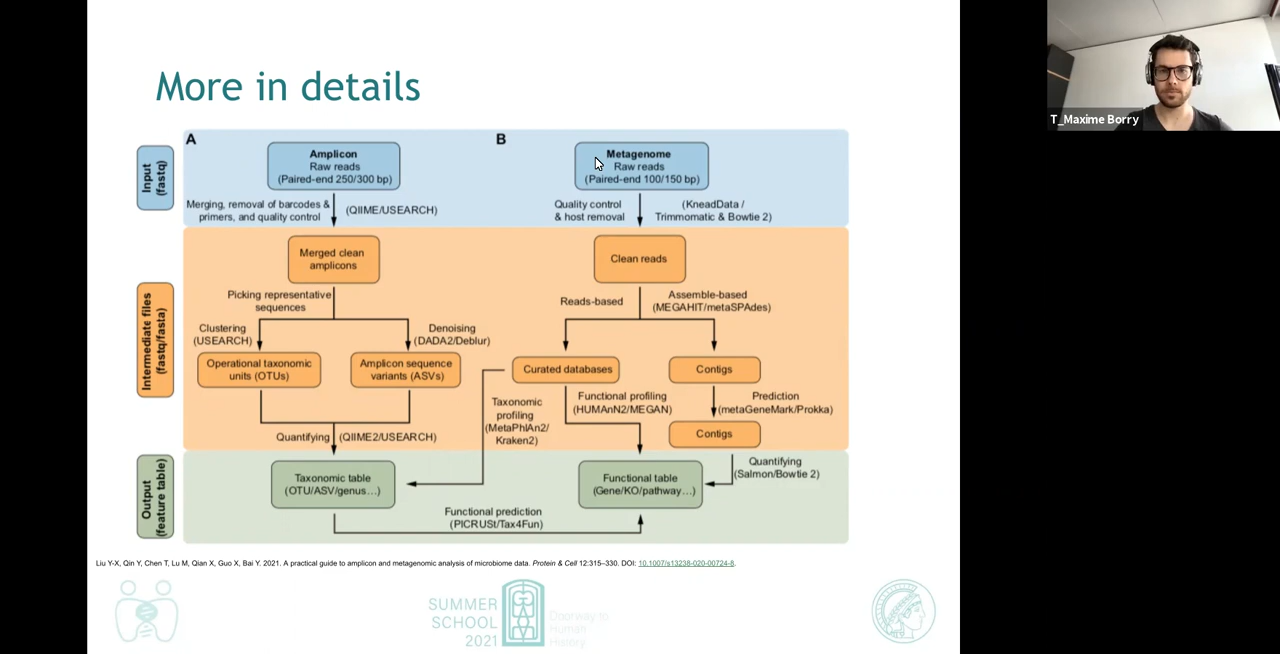 More in details
T_Maxime Borry
A
B
Input
(fastq)
Amplicon
Raw reads
(Paired-end 250/300 bp)
Metagenome
Raw reads
(Paired-end 100/150 bp)
Merging, removal of barcodes &
primers, and quality control
(QIIME/USEARCH)
Quality control
& host removal
(KneadData /
Trimmomatic & Bowtie 2)
Intermediate files
(fastq/fasta)
Merged clean
amplicons
Clean reads
Picking representative
sequences
Reads-based
Assemble-based
(MEGAHIT/metaSPAdes)
Clustering
(USEARCH)
Denoising
(DADA2/Deblur)
Operational taxonomic
units (OTUs)
Amplicon sequence
variants (ASVs)
Curated databases
Contigs
Taxonomic
profiling
(MetaPhlAn2/
Kraken2)
Functional profiling
(HUMAnN2/MEGAN)
Prediction
(metaGeneMark/Prokka)
Contigs
Quantifying
(QIIME2/USEARCH)
Quantifying
(Salmon/Bowtie 2)
Output
(feature table)
Taxonomic table
(OTU/ASV/genus...)
Functional table
(Gene/KO/pathway...)
Functional prediction
(PICRUSt/Tax4Fun)
Liu Y-X, Qin Y, Chen T, Lu M, Qian X, Guo X, Bai Y. 2021. A practical guide to amplicon and metagenomic analysis of microbiome data. Protein & Cell 12:315–330. DOI: 10.1007/s13238-020-00724-8.
SUMMER
SCHOOL
2021
Doorway to
Human
History